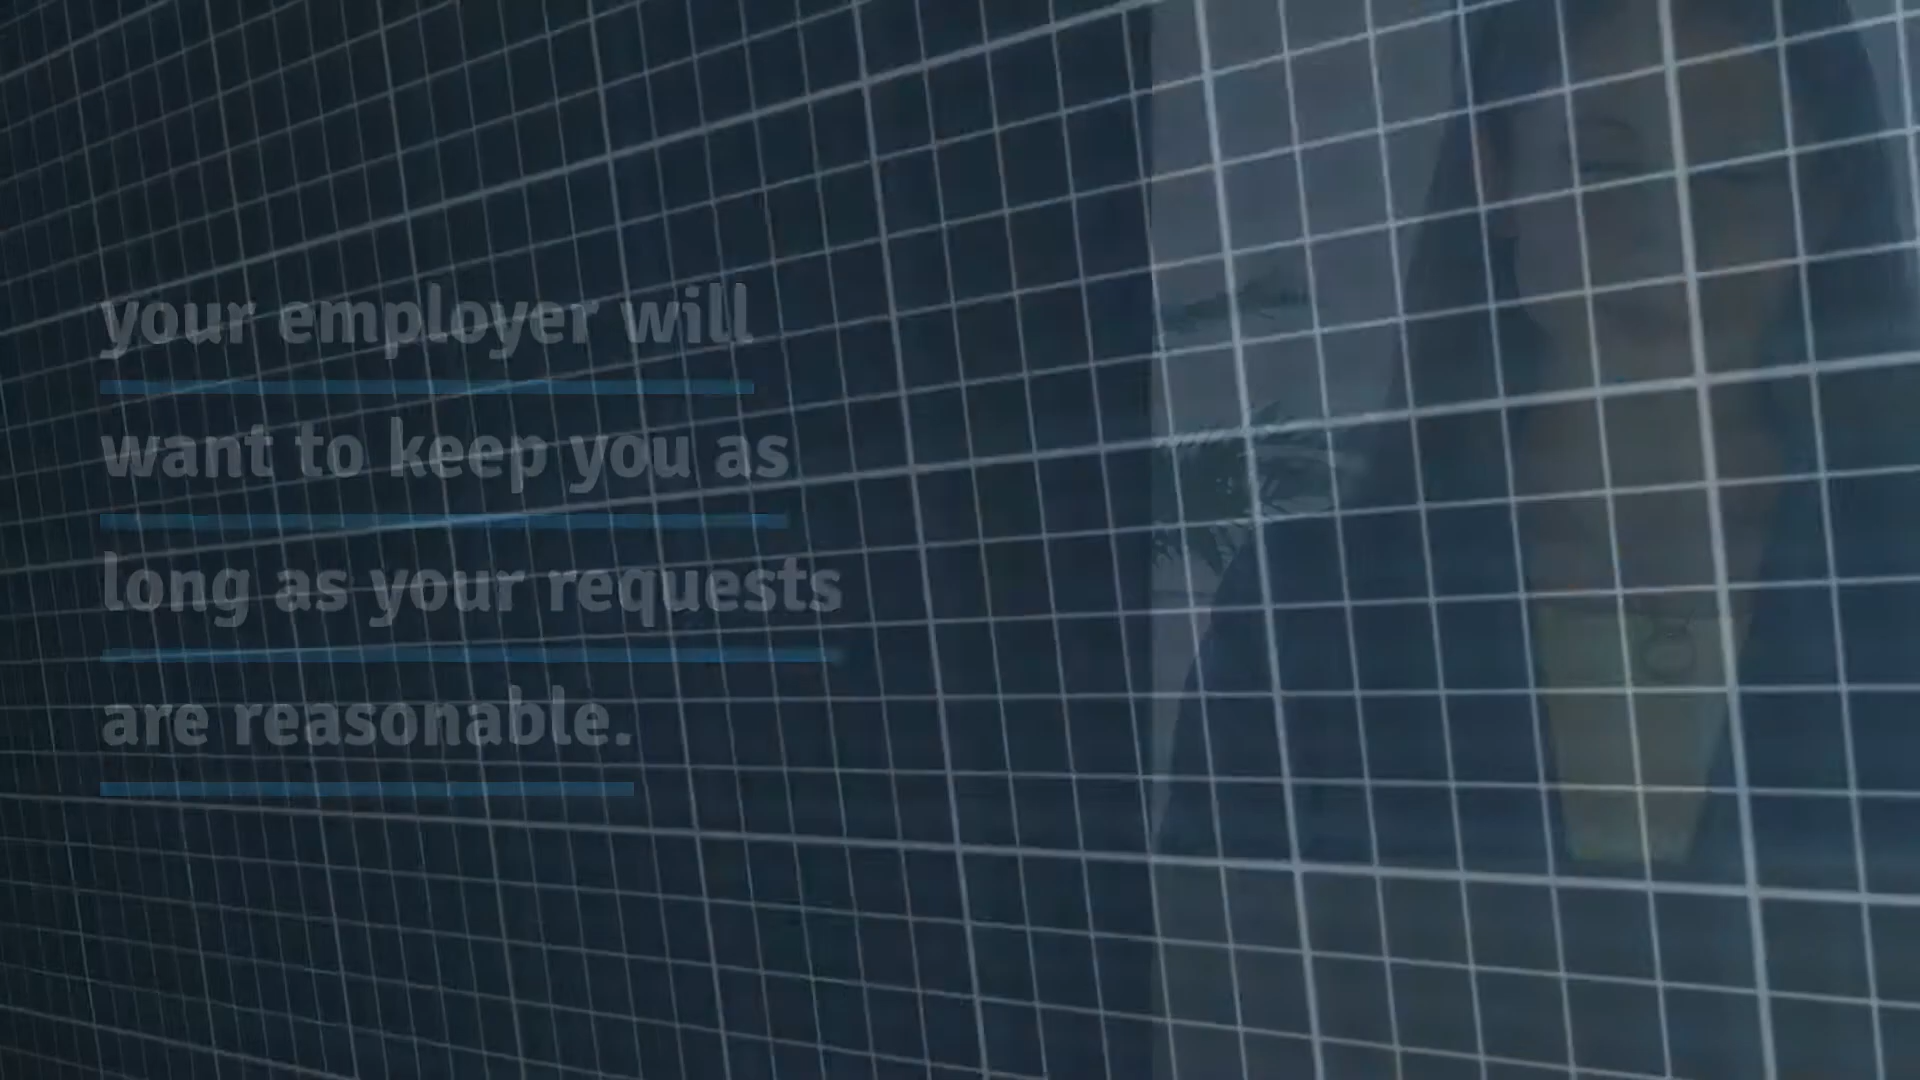 your employer will
want to keep you as
long as your requests
are reasonable.